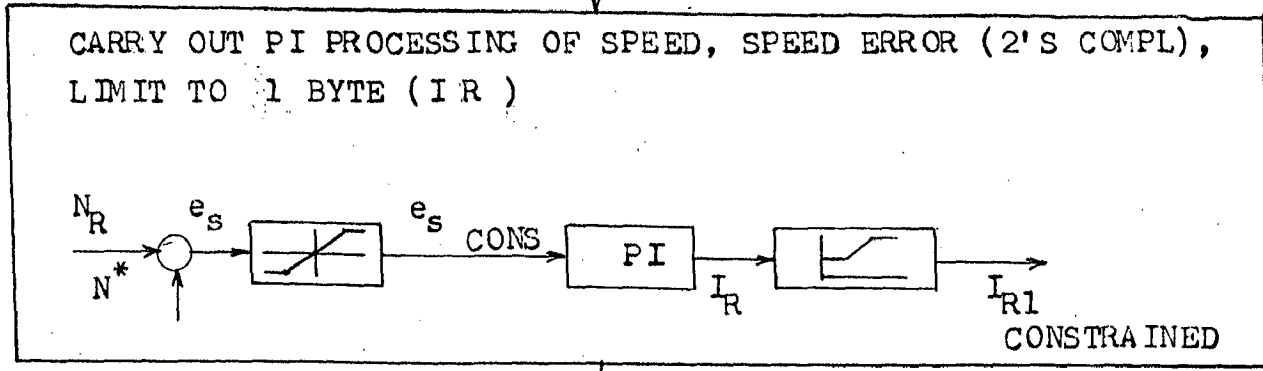 CARRY OUT PI PROCESSING OF SPEED, SPEED ERROR (2'S COMPL),
LIMIT TO 1 BYTE (IR )
N_R
e_s
e_s
CONS
PI
N*
I_R
I_R1
CONSTRAINED